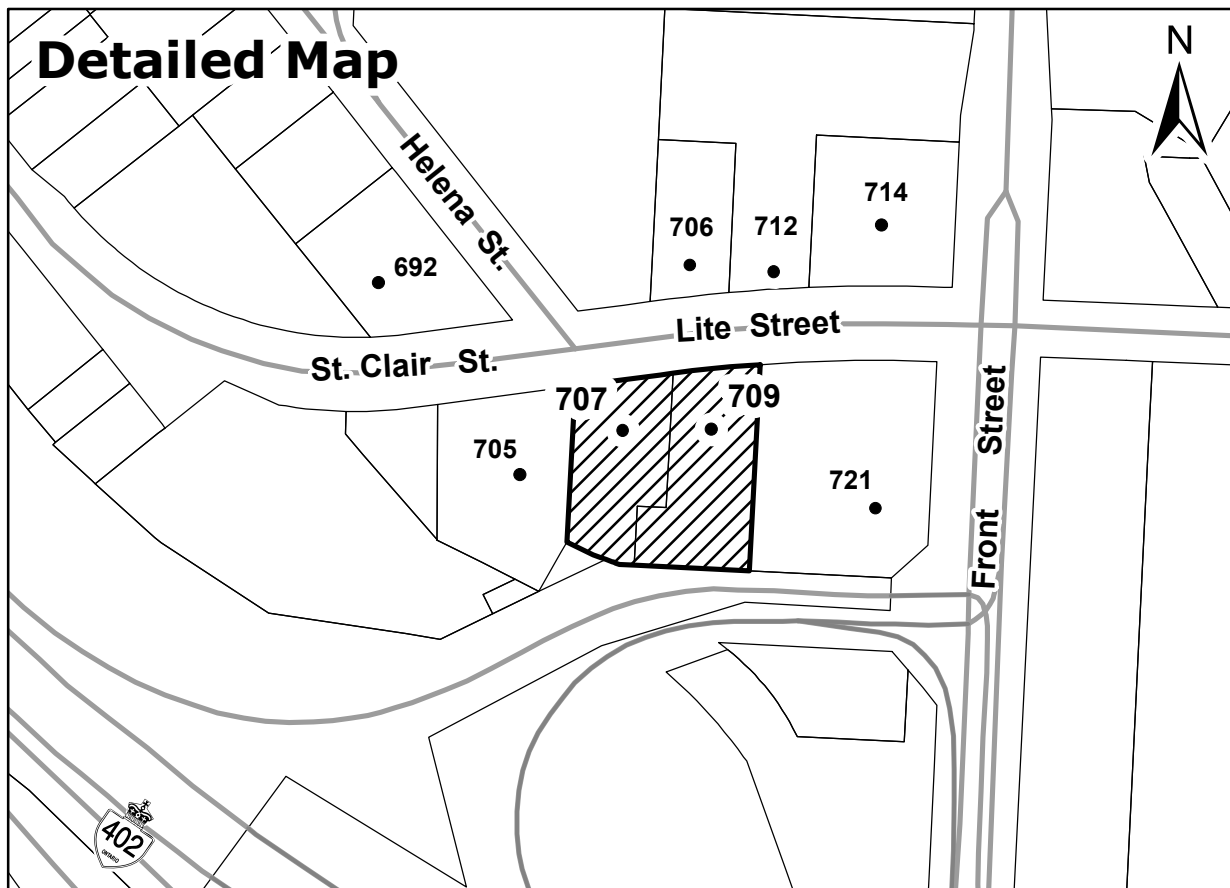 Detailed Map
N
Helena St.
714
706
712
692
Lite Street
St. Clair St.
707
709
705
721
Front Street
402
ONTARIO